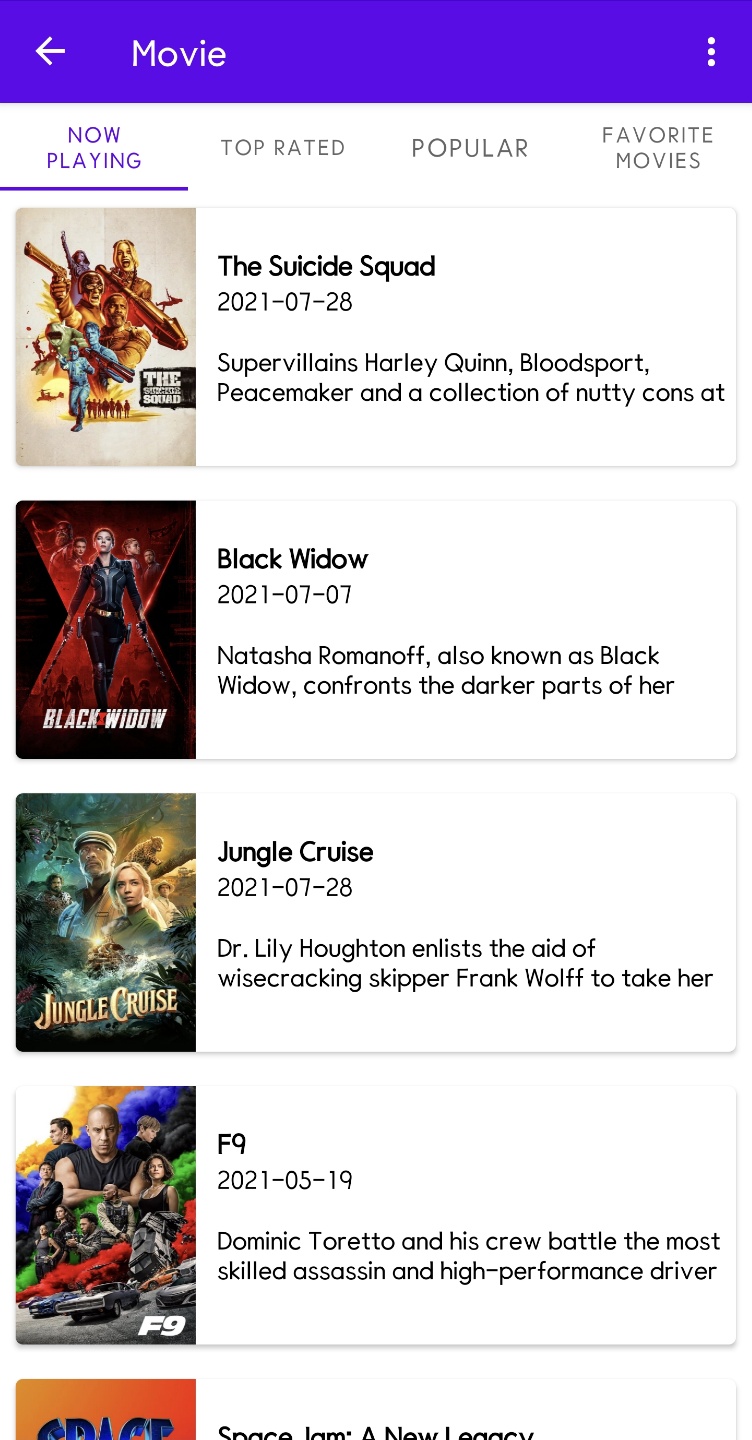 Movie
NOW
PLAYING
TOP RATED
POPULAR
FAVORITE
MOVIES
The Suicide Squad
2021-07-28
Supervillains Harley Quinn, Bloodsport,
Peacemaker and a collection of nutty cons at
THE
SUICIDE
SQUAD
Black Widow
2021-07-07
Natasha Romanoff, also known as Black
Widow, confronts the darker parts of her
BLACK WIDOW
Jungle Cruise
2021-07-28
Dr. Lily Houghton enlists the aid of
wisecracking skipper Frank Wolff to take her
JUNGLE CRUISE
F9
2021-05-19
Dominic Toretto and his crew battle the most
skilled assassin and high-performance driver
F9
SPACE
Space Jam: A New Legacy